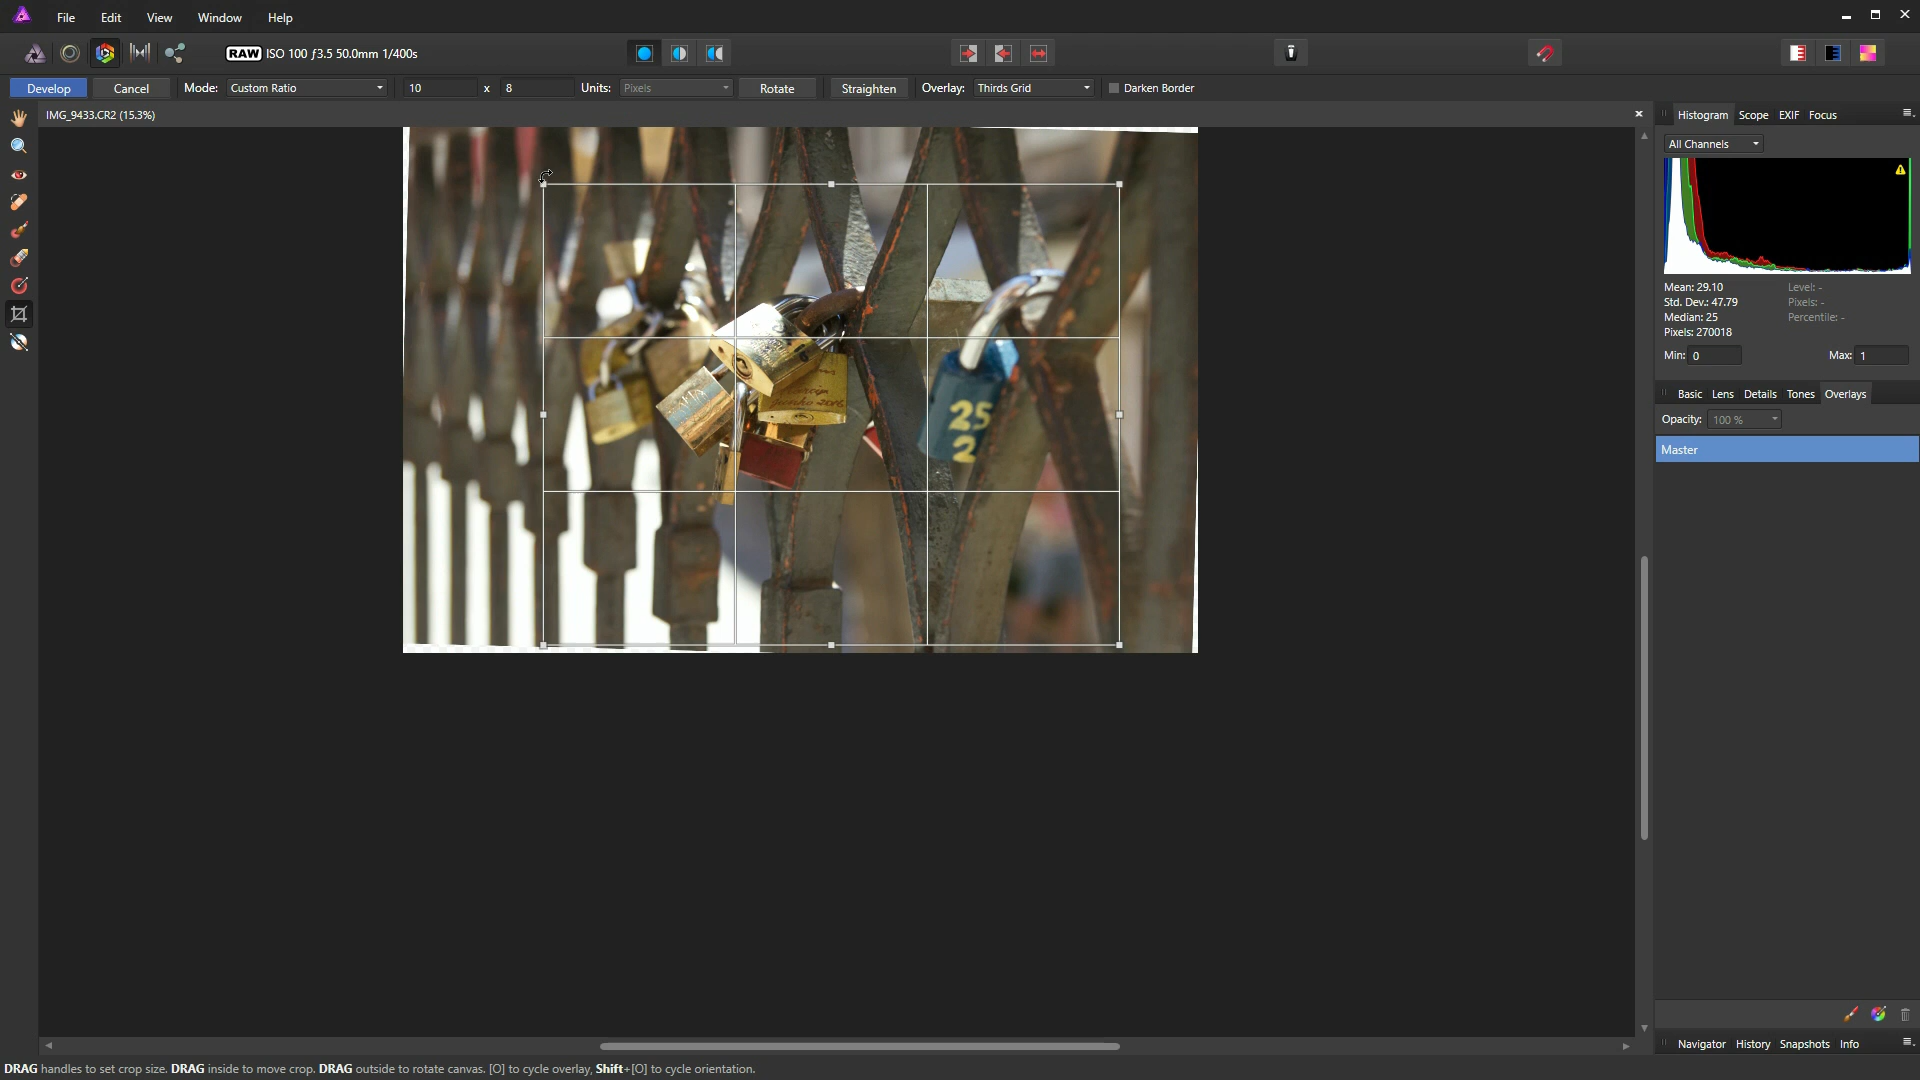 File Edit View Window Help
RAW ISO 100 ƒ3.5 50.0mm 1/400s
Develop Cancel Mode: Custom Ratio 10 x 8 Units: Pixels Rotate Straighten Overlay: Thirds Grid Darken Border
IMG_9433.CR2 (15.3%)
Histogram Scope EXIF Focus
All Channels
Mean: 29.10 Level: -
Std. Dev.: 47.79 Pixels: -
Median: 25 Percentile: -
Pixels: 270018
Min: 0 Max: 1
Basic Lens Details Tones Overlays
Opacity: 100 %
Master
25
2
Navigator History Snapshots Info
DRAG handles to set crop size. DRAG inside to move crop. DRAG outside to rotate canvas. [O] to cycle overlay, Shift+[O] to cycle orientation.